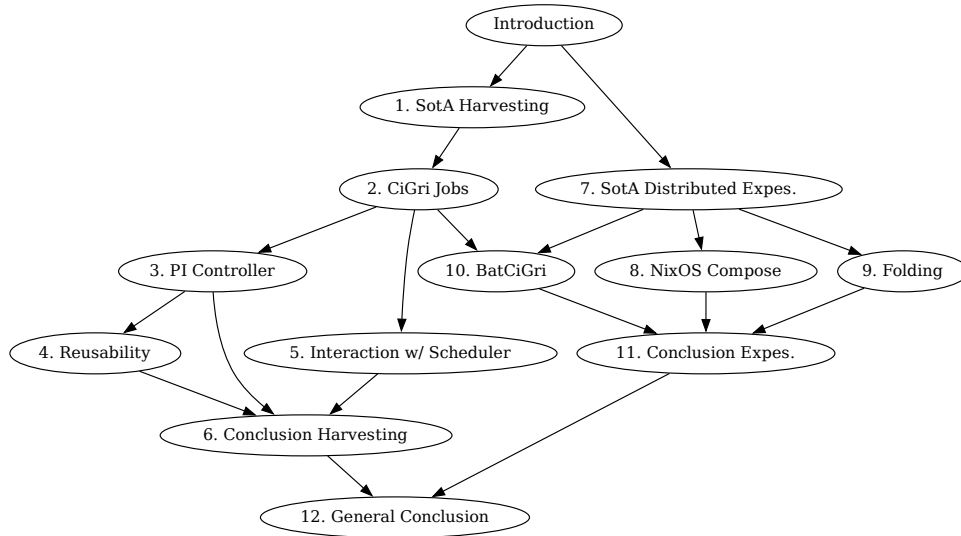 Introduction
1. SotA Harvesting
2. CiGri Jobs
7. SotA Distributed Expes.
3. PI Controller
10. BatCiGri
8. NixOS Compose
9. Folding
4. Reusability
5. Interaction w/ Scheduler
11. Conclusion Expes.
6. Conclusion Harvesting
12. General Conclusion